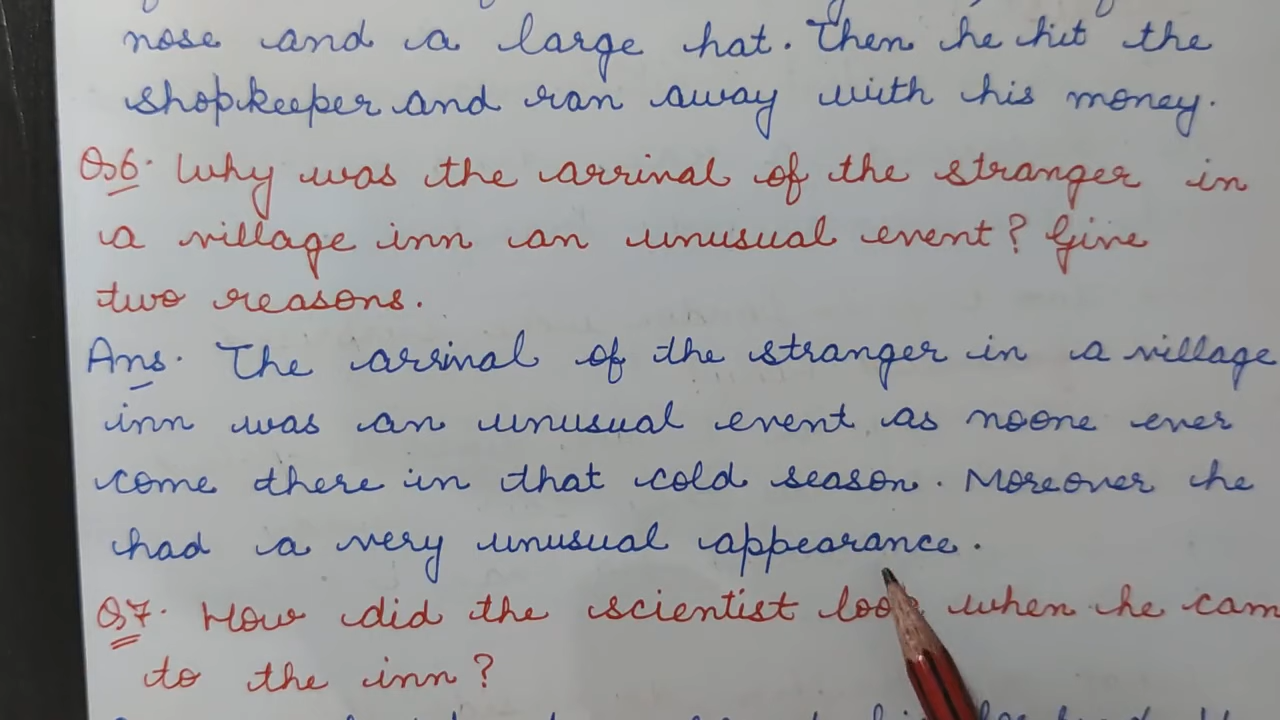 nose and a large hat. Then he hit the
shopkeeper and ran away with his money.
Qs6. Why was the arrival of the stranger in
a village inn an unusual event? Give
two reasons.
Ans. The arrival of the stranger in a village
inn was an unusual event as noone ever
come there in that cold season. Moreover he
had a very unusual appearance.
Qs7. How did the scientist look when he cam
to the inn?